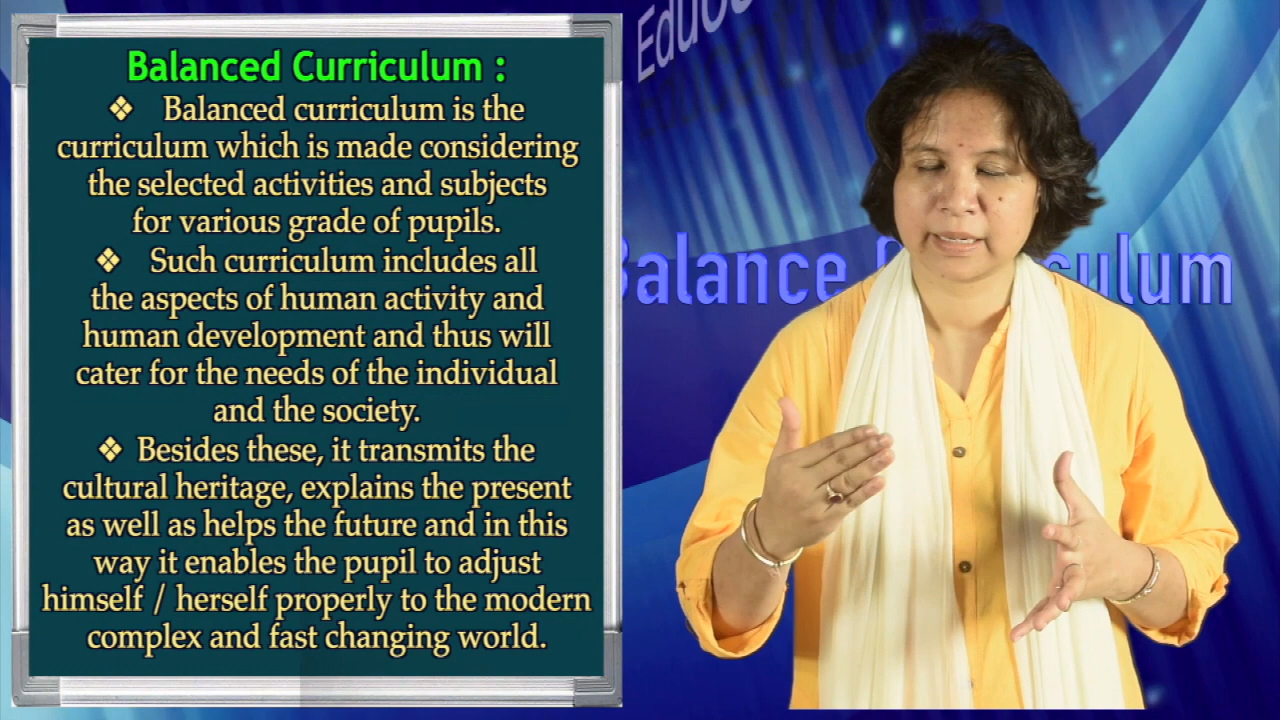 Balanced Curriculum :
❖ Balanced curriculum is the
curriculum which is made considering
the selected activities and subjects
for various grade of pupils.
❖ Such curriculum includes all
the aspects of human activity and
human development and thus will
cater for the needs of the individual
and the society.
❖ Besides these, it transmits the
cultural heritage, explains the present
as well as helps the future and in this
way it enables the pupil to adjust
himself / herself properly to the modern
complex and fast changing world.
Balance